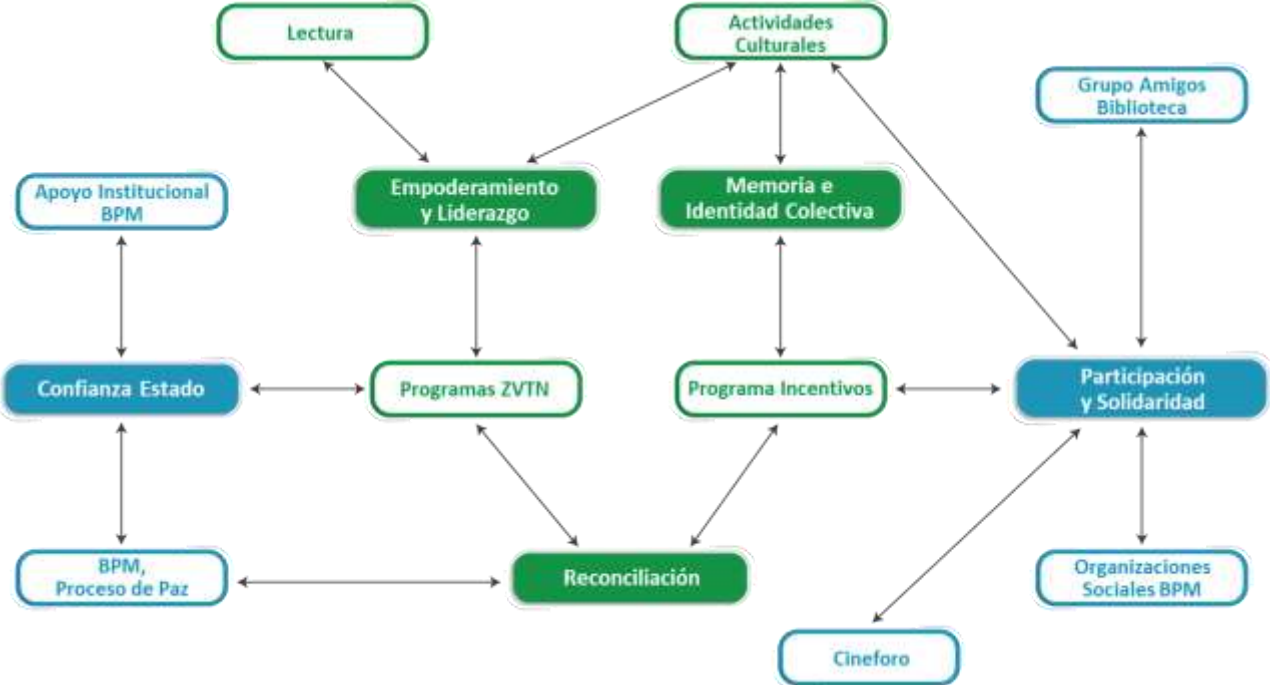 Lectura
Actividades
Culturales
Grupo Amigos
Biblioteca
Apoyo Institucional
BPM
Empoderamiento
y Liderazgo
Memoria e
Identidad Colectiva
Confianza Estado
Programas ZVTN
Programa Incentivos
Participación
y Solidaridad
BPM,
Proceso de Paz
Reconciliación
Organizaciones
Sociales BPM
Cineforo